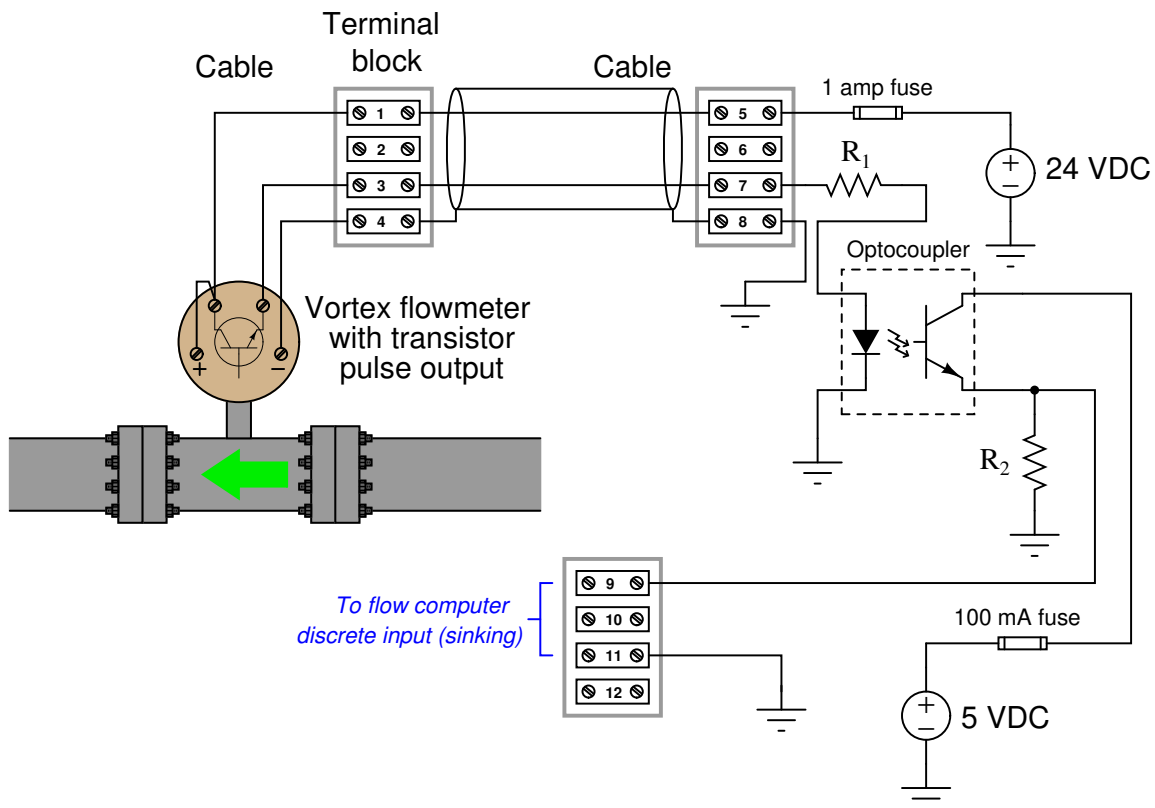 Terminal
block
Cable
Cable
1 amp fuse
1
2
3
4
5
6
7
8
R1
+
−
24 VDC
Optocoupler
Vortex flowmeter
with transistor
pulse output
+
−
R2
To flow computer
discrete input (sinking)
9
10
11
12
100 mA fuse
+
−
5 VDC